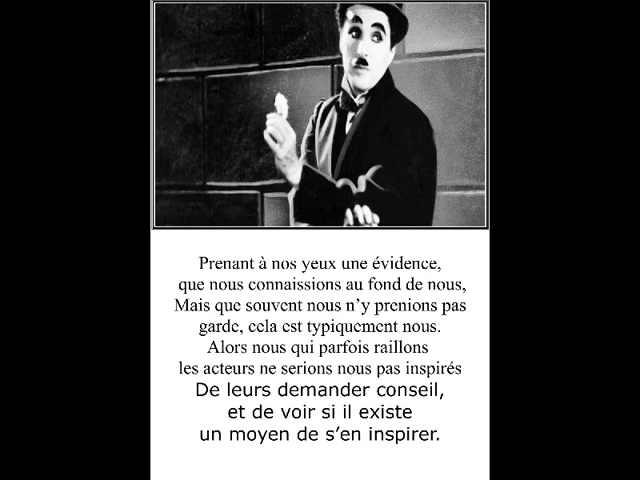 Prenant à nos yeux une évidence,
que nous connaissions au fond de nous,
Mais que souvent nous n'y prenions pas
garde, cela est typiquement nous.
Alors nous qui parfois raillons
les acteurs ne serions nous pas inspirés
De leurs demander conseil,
et de voir si il existe
un moyen de s'en inspirer.